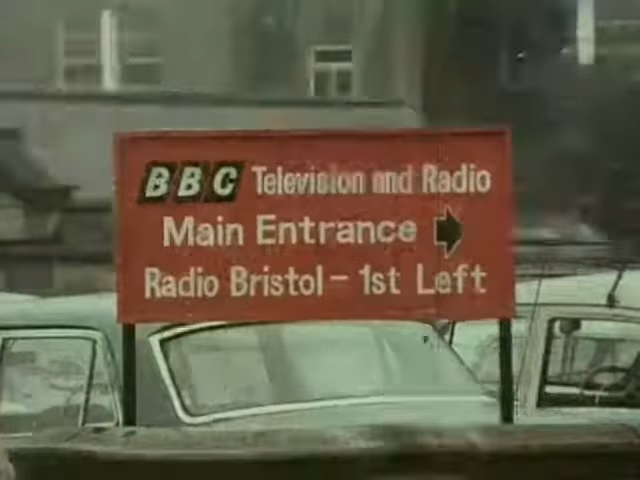 BBC Television and Radio
Main Entrance
Radio Bristol - 1st Left